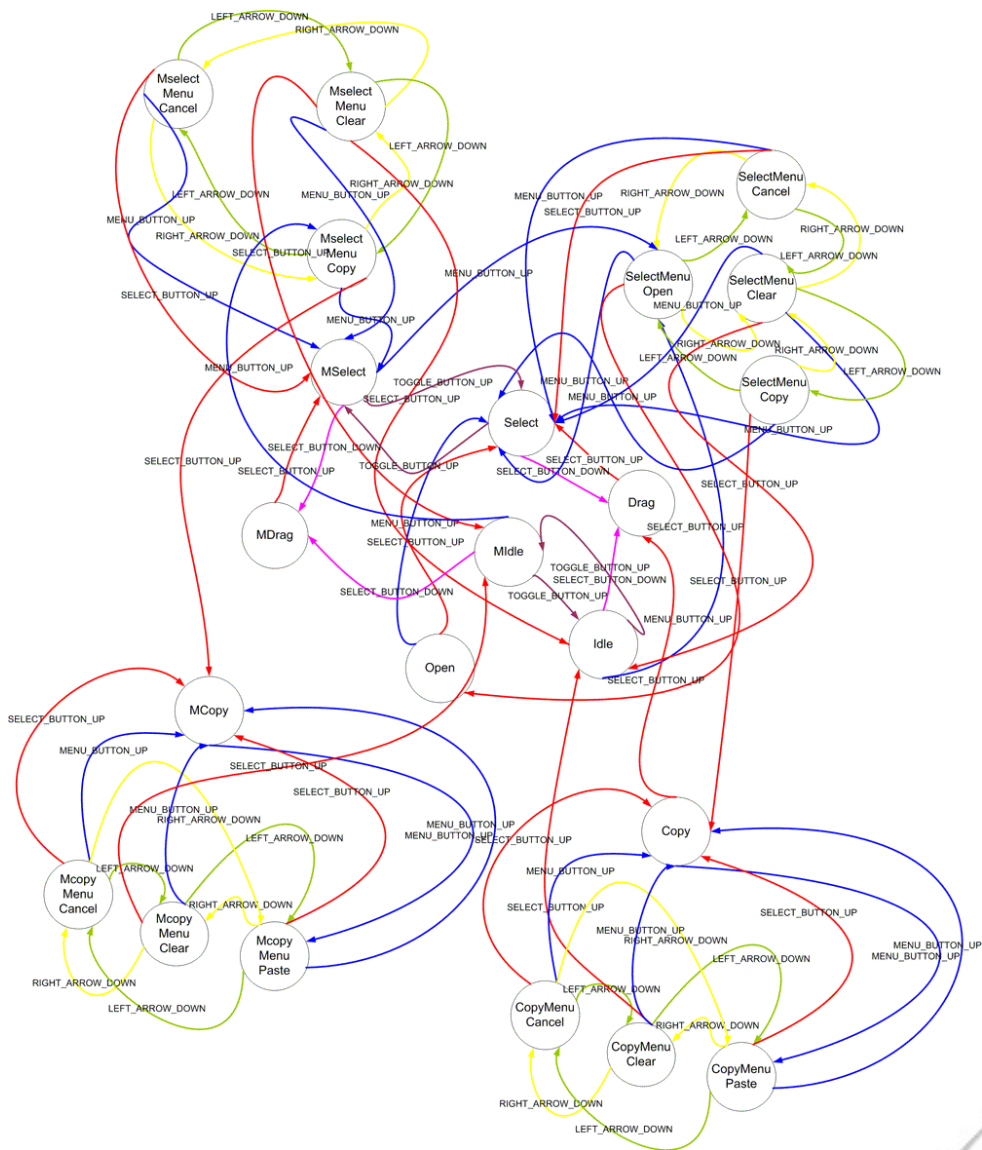 LEFT_ARROW_DOWN
RIGHT_ARROW_DOWN
Mselect
Menu
Cancel
Mselect
Menu
Clear
LEFT_ARROW_DOWN
SelectMenu
Cancel
RIGHT_ARROW_DOWN
RIGHT_ARROW_DOWN
LEFT_ARROW_DOWN
MENU_BUTTON_UP
MENU_BUTTON_UP
SELECT_BUTTON_UP
MENU_BUTTON_UP
RIGHT_ARROW_DOWN
RIGHT_ARROW_DOWN
Mselect
Menu
Copy
SELECT_BUTTON_UP
LEFT_ARROW_DOWN
LEFT_ARROW_DOWN
MENU_BUTTON_UP
SelectMenu
Open
SelectMenu
Clear
SELECT_BUTTON_UP
MENU_BUTTON_UP
MENU_BUTTON_UP
RIGHT_ARROW_DOWN
RIGHT_ARROW_DOWN
LEFT_ARROW_DOWN
MENU_BUTTON_UP
MSelect
LEFT_ARROW_DOWN
TOGGLE_BUTTON_UP
MENU_BUTTON_UP
SelectMenu
Copy
SELECT_BUTTON_UP
MENU_BUTTON_UP
Select
MENU_BUTTON_UP
SELECT_BUTTON_DOWN
SELECT_BUTTON_UP
SELECT_BUTTON_UP
SELECT_BUTTON_UP
TOGGLE_BUTTON_UP
SELECT_BUTTON_DOWN
SELECT_BUTTON_UP
Drag
MENU_BUTTON_UP
SELECT_BUTTON_UP
MDrag
SELECT_BUTTON_UP
MIdle
TOGGLE_BUTTON_UP
SELECT_BUTTON_DOWN
SELECT_BUTTON_UP
SELECT_BUTTON_DOWN
TOGGLE_BUTTON_UP
MENU_BUTTON_UP
Idle
Open
SELECT_BUTTON_UP
MCopy
SELECT_BUTTON_UP
MENU_BUTTON_UP
SELECT_BUTTON_UP
SELECT_BUTTON_UP
MENU_BUTTON_UP
RIGHT_ARROW_DOWN
MENU_BUTTON_UP
MENU_BUTTON_UP
LEFT_ARROW_DOWN
SELECT_BUTTON_UP
Copy
LEFT_ARROW_DOWN
MENU_BUTTON_UP
Mcopy
Menu
Cancel
RIGHT_ARROW_DOWN
SELECT_BUTTON_UP
SELECT_BUTTON_UP
Mcopy
Menu
Clear
Mcopy
Menu
Paste
MENU_BUTTON_UP
RIGHT_ARROW_DOWN
MENU_BUTTON_UP
MENU_BUTTON_UP
LEFT_ARROW_DOWN
RIGHT_ARROW_DOWN
LEFT_ARROW_DOWN
LEFT_ARROW_DOWN
CopyMenu
Cancel
RIGHT_ARROW_DOWN
CopyMenu
Clear
CopyMenu
Paste
RIGHT_ARROW_DOWN
LEFT_ARROW_DOWN